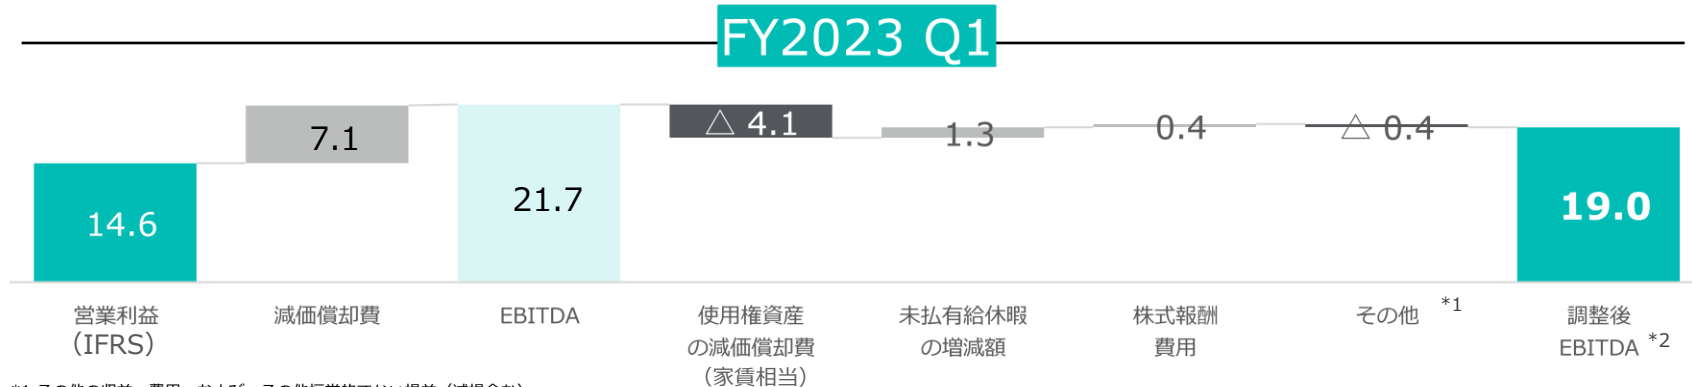 FY2023 Q1
14.6
7.1
21.7
△ 4.1
1.3
0.4
△ 0.4
19.0
営業利益
（IFRS）
減価償却費
EBITDA
使用権資産
の減価償却費
（家賃相当）
未払有給休暇
の増減額
株式報酬
費用
その他 *1
調整後
EBITDA *2